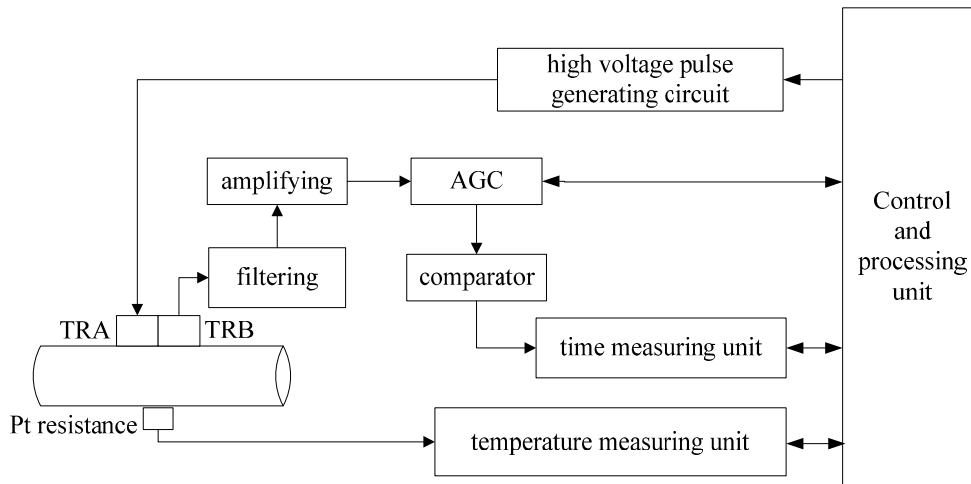 high voltage pulse
generating circuit
amplifying
AGC
Control
and
processing
unit
filtering
comparator
TRA
TRB
time measuring unit
Pt resistance
temperature measuring unit